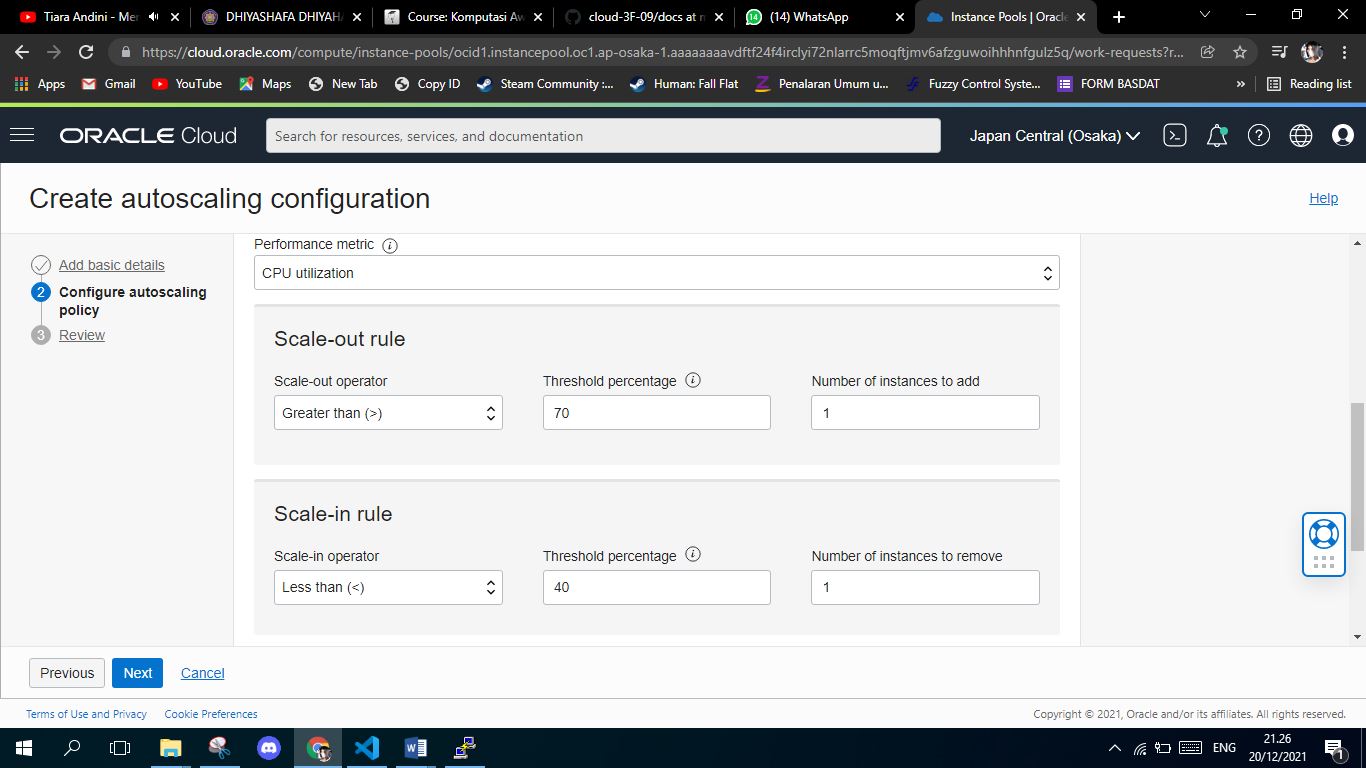 Tiara Andini - Mer
DHIYASHAFA DHIYAHA
Course: Komputasi Aw
cloud-3F-09/docs at m
(14) WhatsApp
Instance Pools | Oracle
https://cloud.oracle.com/compute/instance-pools/ocid1.instancepool.oc1.ap-osaka-1.aaaaaaaavdftf24f4irclyi72nlarrc5moqftjmv6afzguwoihhhnfgulz5q/work-requests?r...
Apps
Gmail
YouTube
Maps
New Tab
Copy ID
Steam Community :...
Human: Fall Flat
Penalaran Umum u...
Fuzzy Control Syste...
FORM BASDAT
»
Reading list
ORACLE Cloud
Search for resources, services, and documentation
Japan Central (Osaka)
Create autoscaling configuration
Help
Add basic details
2 Configure autoscaling
policy
3 Review
Performance metric
CPU utilization
Scale-out rule
Scale-out operator
Threshold percentage
Number of instances to add
Greater than (>)
70
1
Scale-in rule
Scale-in operator
Threshold percentage
Number of instances to remove
Less than (<)
40
1
Previous
Next
Cancel
Terms of Use and Privacy
Cookie Preferences
Copyright © 2021, Oracle and/or its affiliates. All rights reserved.
ENG
21.26
20/12/2021
1